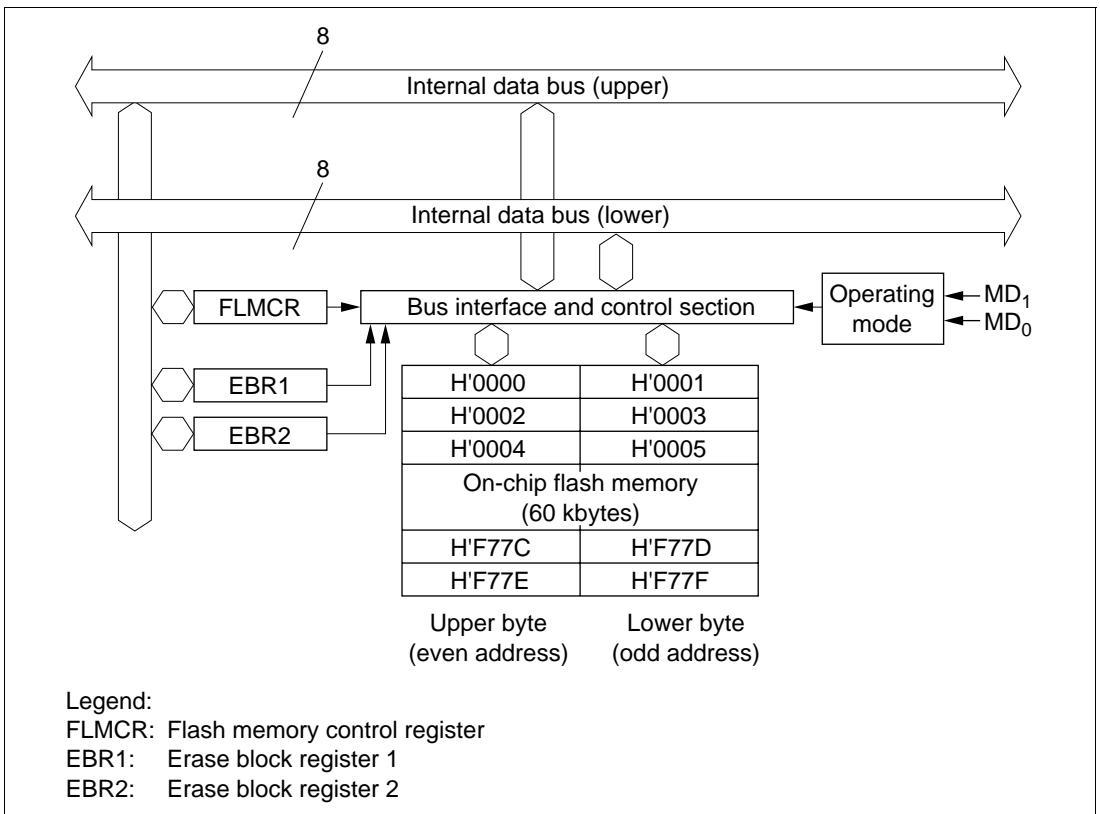 8
Internal data bus (upper)
8
Internal data bus (lower)
FLMCR
Bus interface and control section
Operating
mode
MD1
MD0
EBR1
EBR2
H'0000 H'0001
H'0002 H'0003
H'0004 H'0005
On-chip flash memory
(60 kbytes)
H'F77C H'F77D
H'F77E H'F77F
Upper byte
(even address)
Lower byte
(odd address)
Legend:
FLMCR: Flash memory control register
EBR1: Erase block register 1
EBR2: Erase block register 2